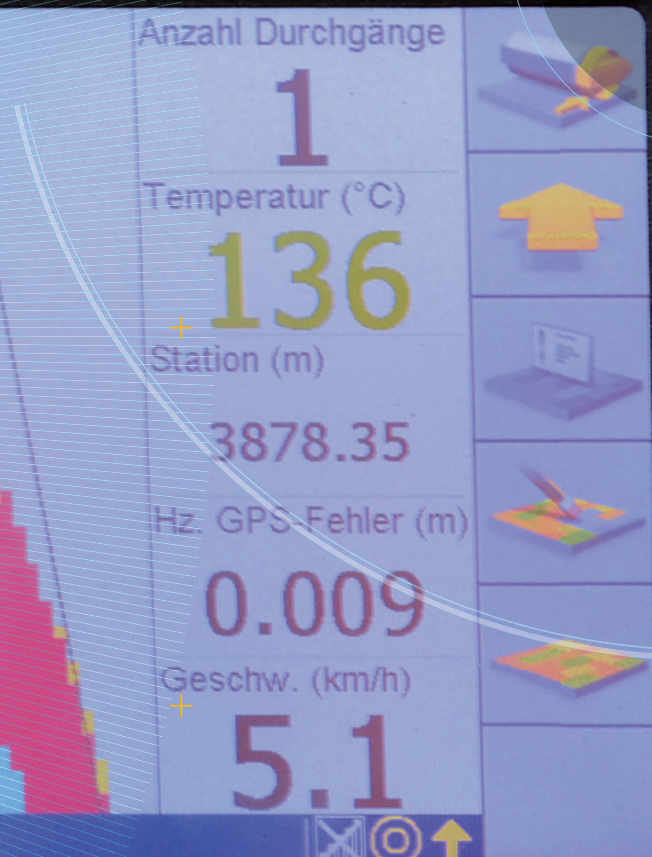 Anzahl Durchgänge
1
Temperatur (°C)
136
Station (m)
3878.35
Hz. GPS-Fehler (m)
0.009
Geschw. (km/h)
5.1